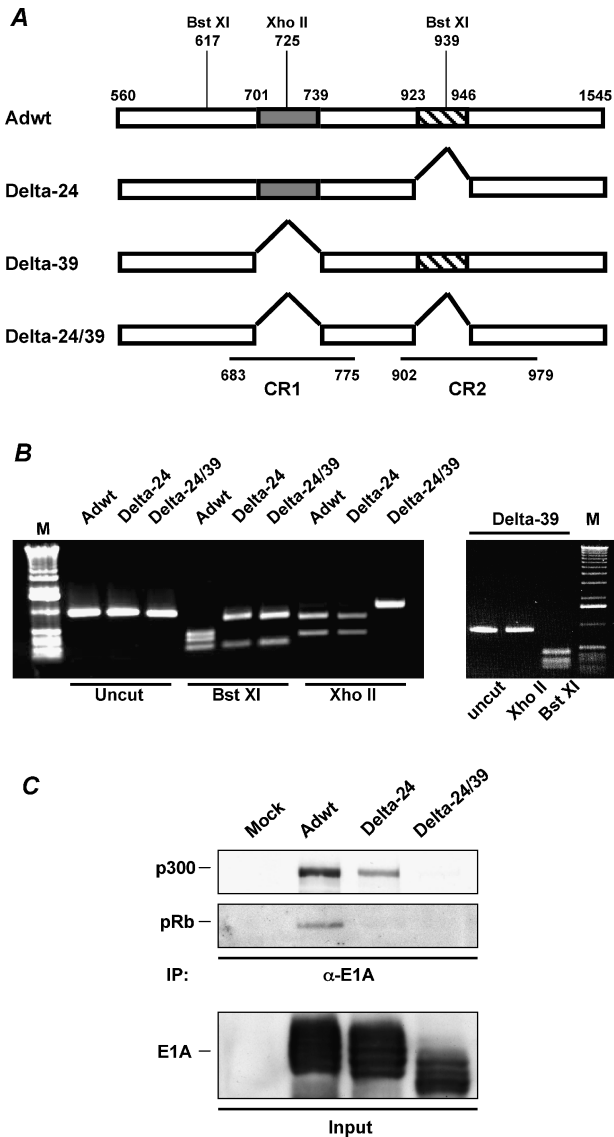 A
Bst XI Xho II Bst XI
617 725 939
560 701 739 923 946 1545
Adwt
Delta-24
Delta-39
Delta-24/39
683 775 902 979
CR1 CR2
B
M Adwt Delta-24 Delta-24/39 Adwt Delta-24 Delta-24/39 Adwt Delta-24 Delta-24/39
Uncut Bst XI Xho II
Delta-39 M
uncut Xho II Bst XI
C
Mock Adwt Delta-24 Delta-24/39
p300
pRb
IP: α-E1A
E1A
Input